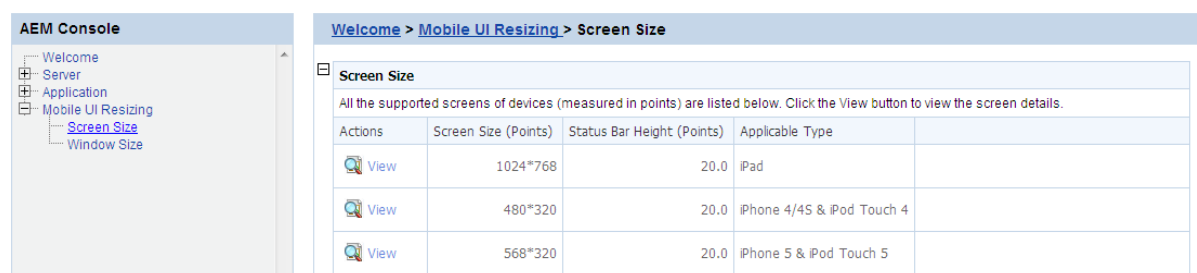 AEM Console
Welcome
Server
Application
Mobile UI Resizing
Screen Size
Window Size
Welcome > Mobile UI Resizing > Screen Size
Screen Size
All the supported screens of devices (measured in points) are listed below. Click the View button to view the screen details.
Actions Screen Size (Points) Status Bar Height (Points) Applicable Type
View 1024*768 20.0 iPad
View 480*320 20.0 iPhone 4/4S & iPod Touch 4
View 568*320 20.0 iPhone 5 & iPod Touch 5